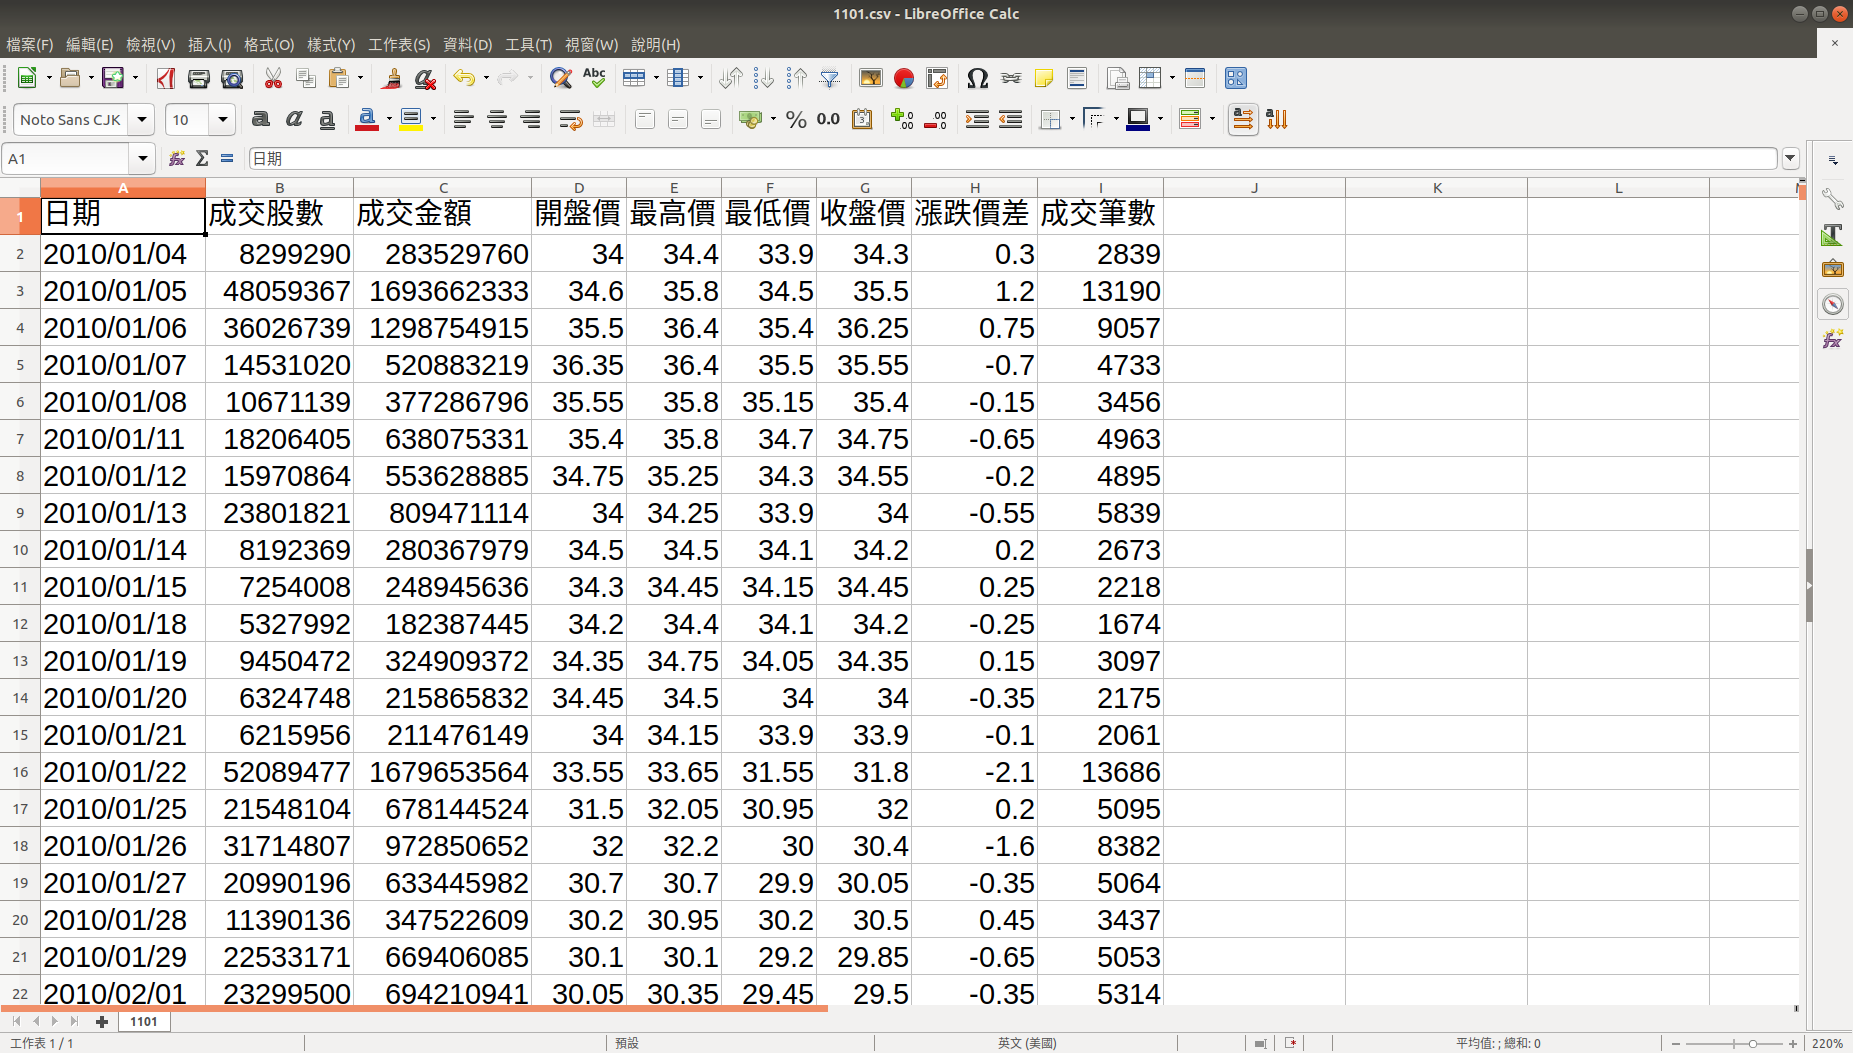 1101.csv - LibreOffice Calc
檔案(F) 編輯(E) 檢視(V) 插入(I) 格式(O) 樣式(Y) 工作表(S) 資料(D) 工具(T) 視窗(W) 說明(H)
Noto Sans CJK 10
A1 日期
A B C D E F G H I J K L
1 日期 成交股數 成交金額 開盤價 最高價 最低價 收盤價 漲跌價差 成交筆數
2 2010/01/04 8299290 283529760 34 34.4 33.9 34.3 0.3 2839
3 2010/01/05 48059367 1693662333 34.6 35.8 34.5 35.5 1.2 13190
4 2010/01/06 36026739 1298754915 35.5 36.4 35.4 36.25 0.75 9057
5 2010/01/07 14531020 520883219 36.35 36.4 35.5 35.55 -0.7 4733
6 2010/01/08 10671139 377286796 35.55 35.8 35.15 35.4 -0.15 3456
7 2010/01/11 18206405 638075331 35.4 35.8 34.7 34.75 -0.65 4963
8 2010/01/12 15970864 553628885 34.75 35.25 34.3 34.55 -0.2 4895
9 2010/01/13 23801821 809471114 34 34.25 33.9 34 -0.55 5839
10 2010/01/14 8192369 280367979 34.5 34.5 34.1 34.2 0.2 2673
11 2010/01/15 7254008 248945636 34.3 34.45 34.15 34.45 0.25 2218
12 2010/01/18 5327992 182387445 34.2 34.4 34.1 34.2 -0.25 1674
13 2010/01/19 9450472 324909372 34.35 34.75 34.05 34.35 0.15 3097
14 2010/01/20 6324748 215865832 34.45 34.5 34 34 -0.35 2175
15 2010/01/21 6215956 211476149 34 34.15 33.9 33.9 -0.1 2061
16 2010/01/22 52089477 1679653564 33.55 33.65 31.55 31.8 -2.1 13686
17 2010/01/25 21548104 678144524 31.5 32.05 30.95 32 0.2 5095
18 2010/01/26 31714807 972850652 32 32.2 30 30.4 -1.6 8382
19 2010/01/27 20990196 633445982 30.7 30.7 29.9 30.05 -0.35 5064
20 2010/01/28 11390136 347522609 30.2 30.95 30.2 30.5 0.45 3437
21 2010/01/29 22533171 669406085 30.1 30.1 29.2 29.85 -0.65 5053
22 2010/02/01 23299500 694210941 30.05 30.35 29.45 29.5 -0.35 5314
1101
工作表 1 / 1 預設 英文 (美國) 平均值: ; 總和: 0 220%